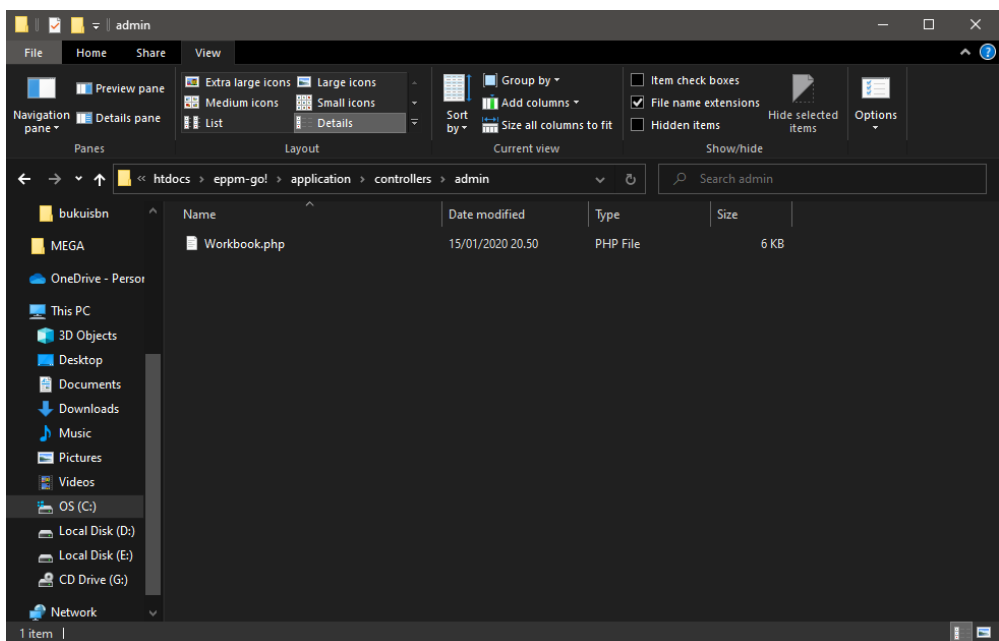 admin
File Home Share View
Preview pane
Details pane
Navigation pane
Panes
Extra large icons Large icons
Medium icons Small icons
List Details
Layout
Sort by
Group by
Add columns
Size all columns to fit
Current view
Item check boxes
File name extensions
Hidden items
Hide selected items
Show/hide
Options
« htdocs > eppm-go! > application > controllers > admin
Search admin
Name Date modified Type Size
Workbook.php 15/01/2020 20.50 PHP File 6 KB
bukuisbn
MEGA
OneDrive - Person
This PC
3D Objects
Desktop
Documents
Downloads
Music
Pictures
Videos
OS (C:)
Local Disk (D:)
Local Disk (E:)
CD Drive (G:)
Network
1 item